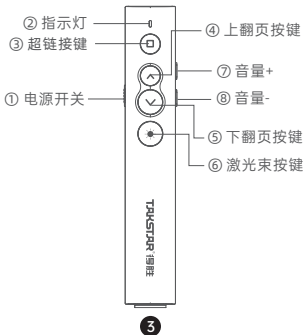 ② 指示灯
③ 超链接键
④ 上翻页按键
⑦ 音量+
① 电源开关
⑧ 音量-
⑤ 下翻页按键
⑥ 激光束按键
TAKSTAR 得胜
3